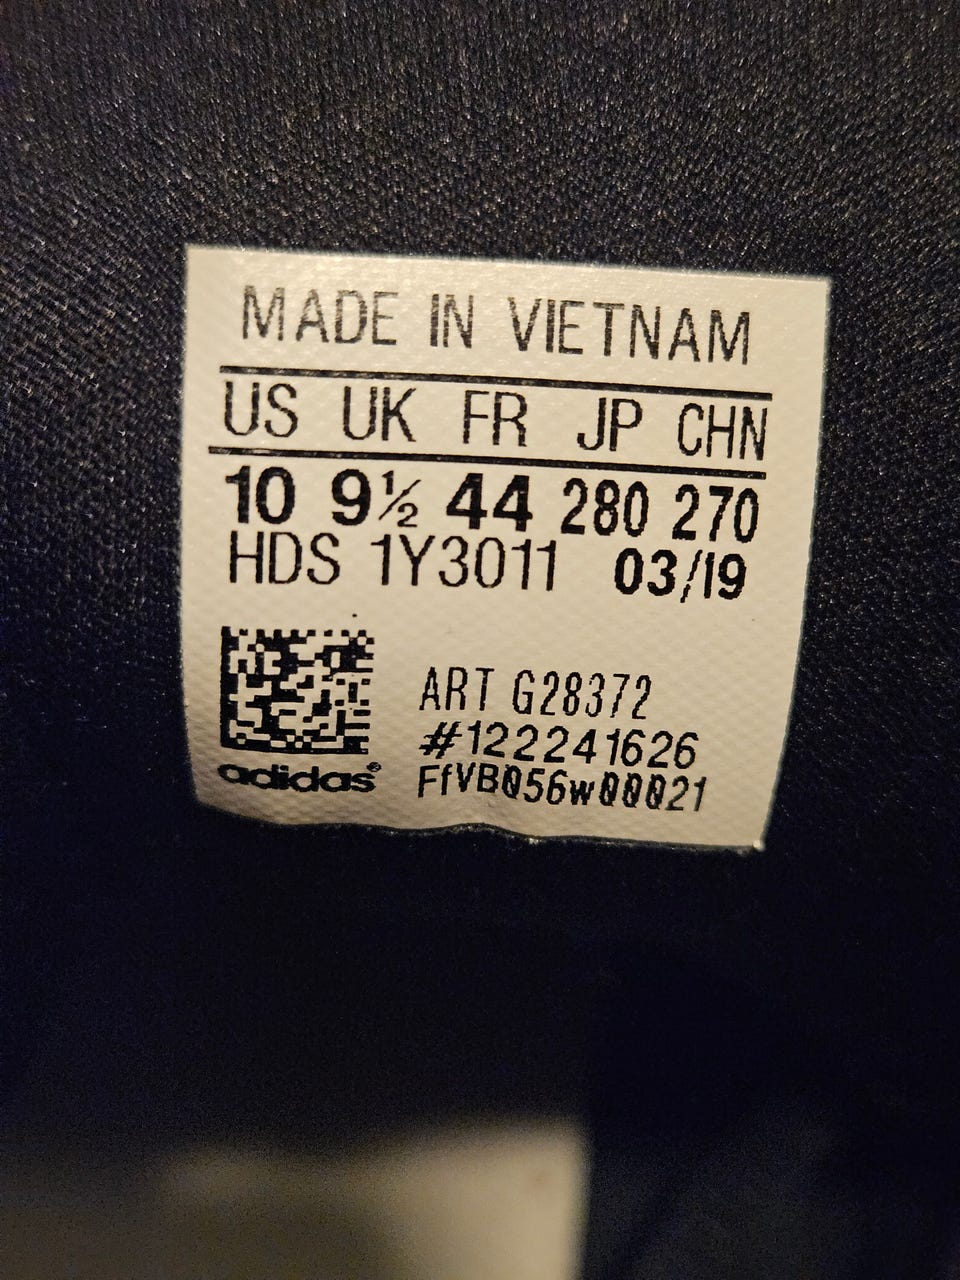 MADE IN VIETNAM
US UK FR JP CHN
10 9½ 44 280 270
HDS 1Y3011 03/19
ART G28372
#122241626
adidas® FfVB056w00021